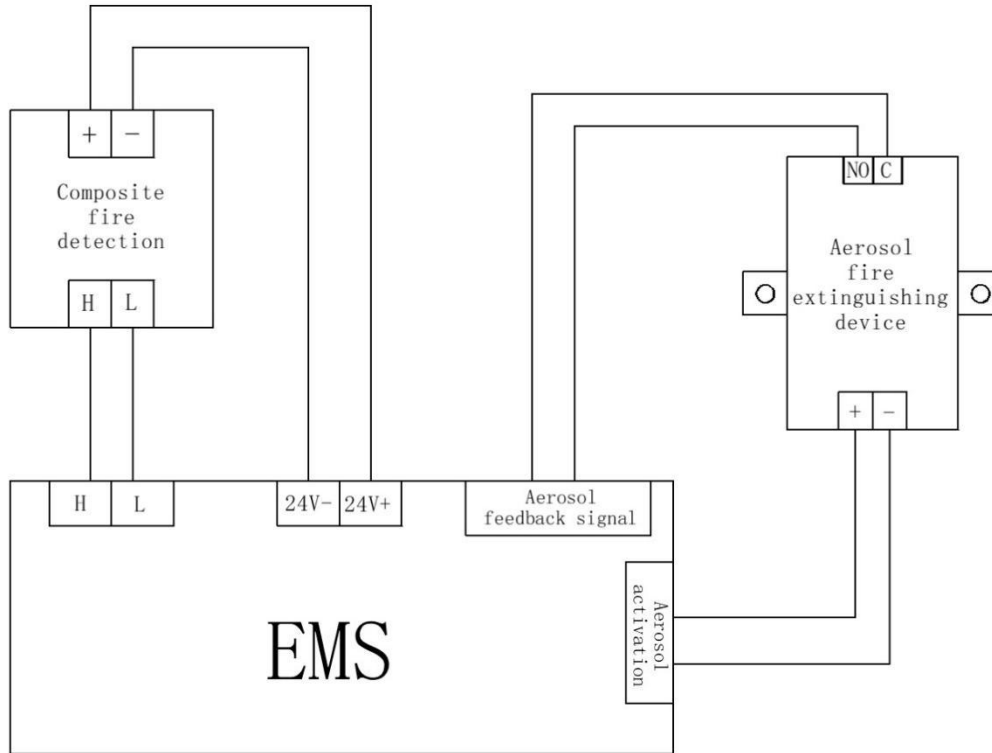 + −
Composite
fire
detection
H L
NO C
Aerosol
fire
extinguishing
device
+ −
H L
24V− 24V+
Aerosol
feedback signal
Aerosol
activation
EMS